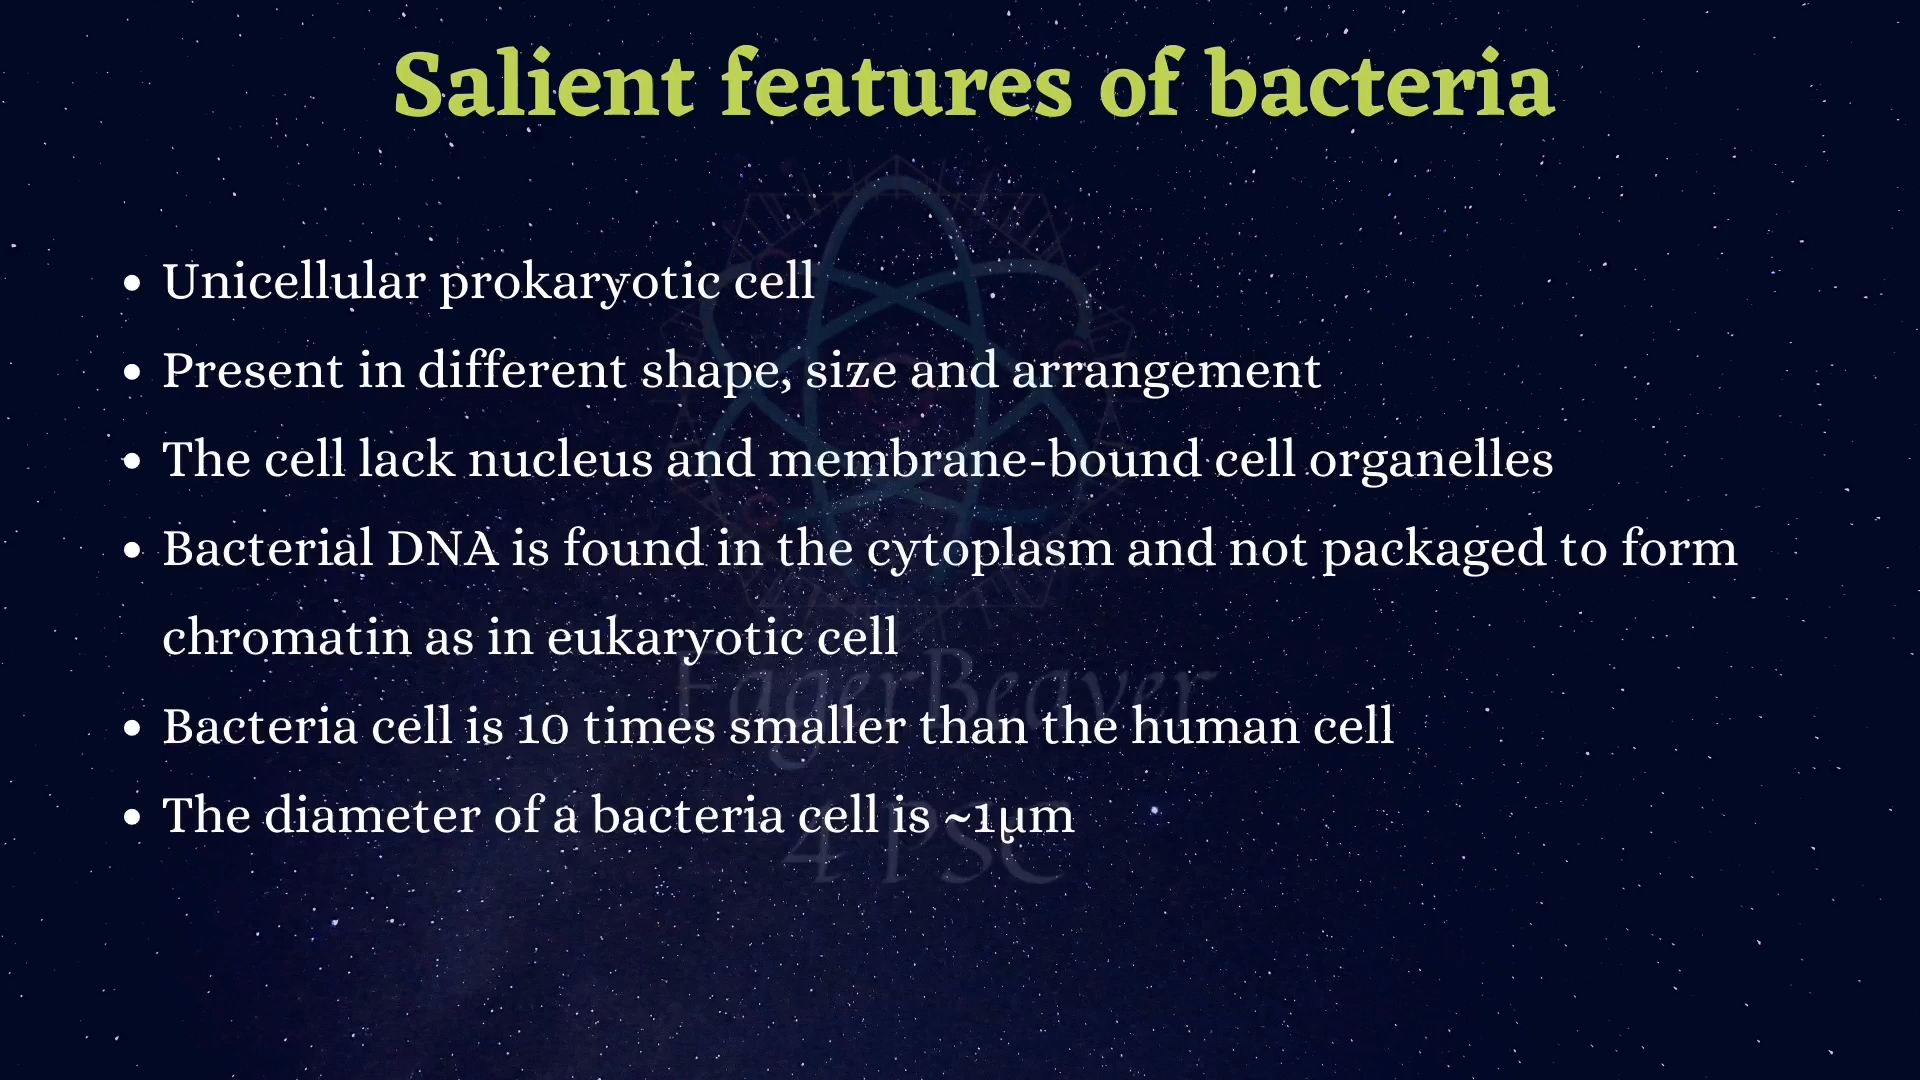 Salient features of bacteria
• Unicellular prokaryotic cell
• Present in different shape, size and arrangement
• The cell lack nucleus and membrane-bound cell organelles
• Bacterial DNA is found in the cytoplasm and not packaged to form
chromatin as in eukaryotic cell
EagerBeaver
• Bacteria cell is 10 times smaller than the human cell
• The diameter of a bacteria cell is ~1µm
4 PSC